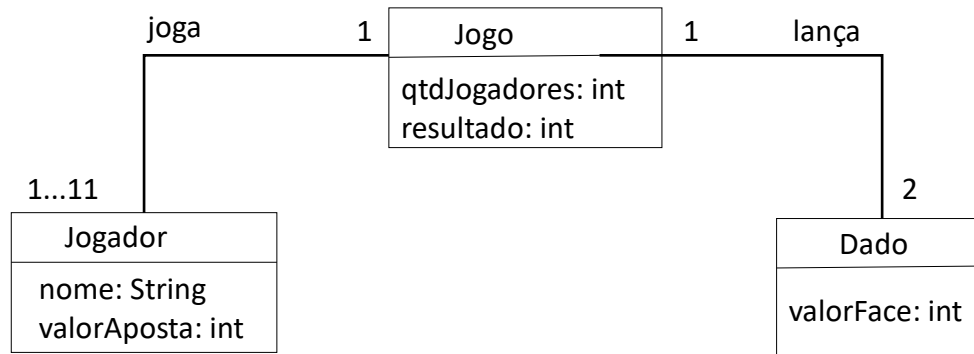 joga
1
Jogo
1
lança
qtdJogadores: int
resultado: int
1...11
2
Jogador
nome: String
valorAposta: int
Dado
valorFace: int